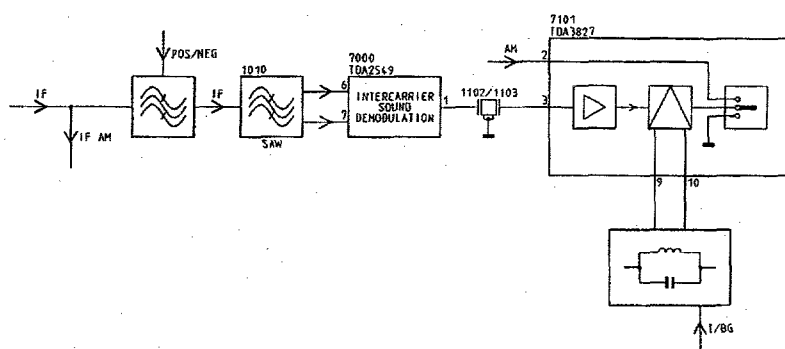 POS/NEG
IF
IF AM
IF
1010
SAW
6
7
7000
TDA2549
INTERCARRIER
SOUND
DEMODULATION
1
1102/1103
AM
2
3
7101
TDA3827
9
10
I/BG